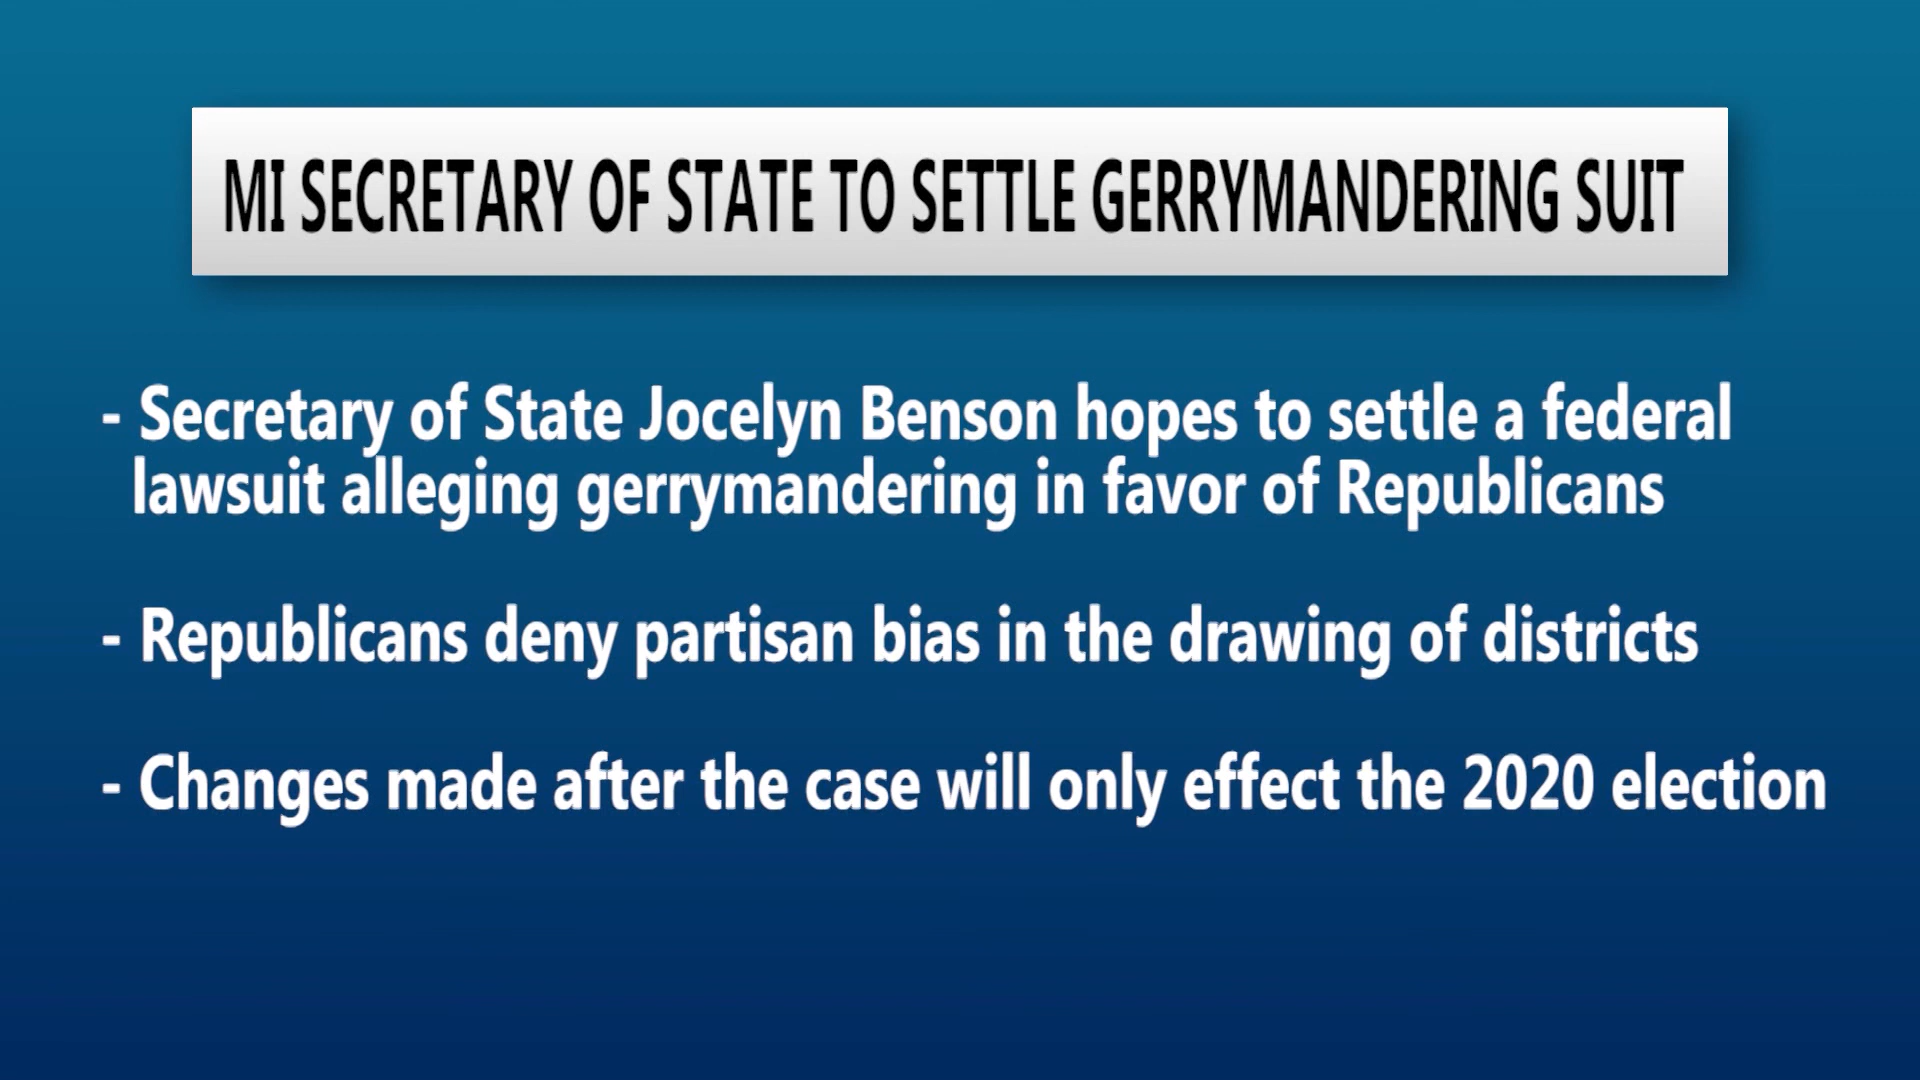 MI SECRETARY OF STATE TO SETTLE GERRYMANDERING SUIT
- Secretary of State Jocelyn Benson hopes to settle a federal
lawsuit alleging gerrymandering in favor of Republicans
- Republicans deny partisan bias in the drawing of districts
- Changes made after the case will only effect the 2020 election